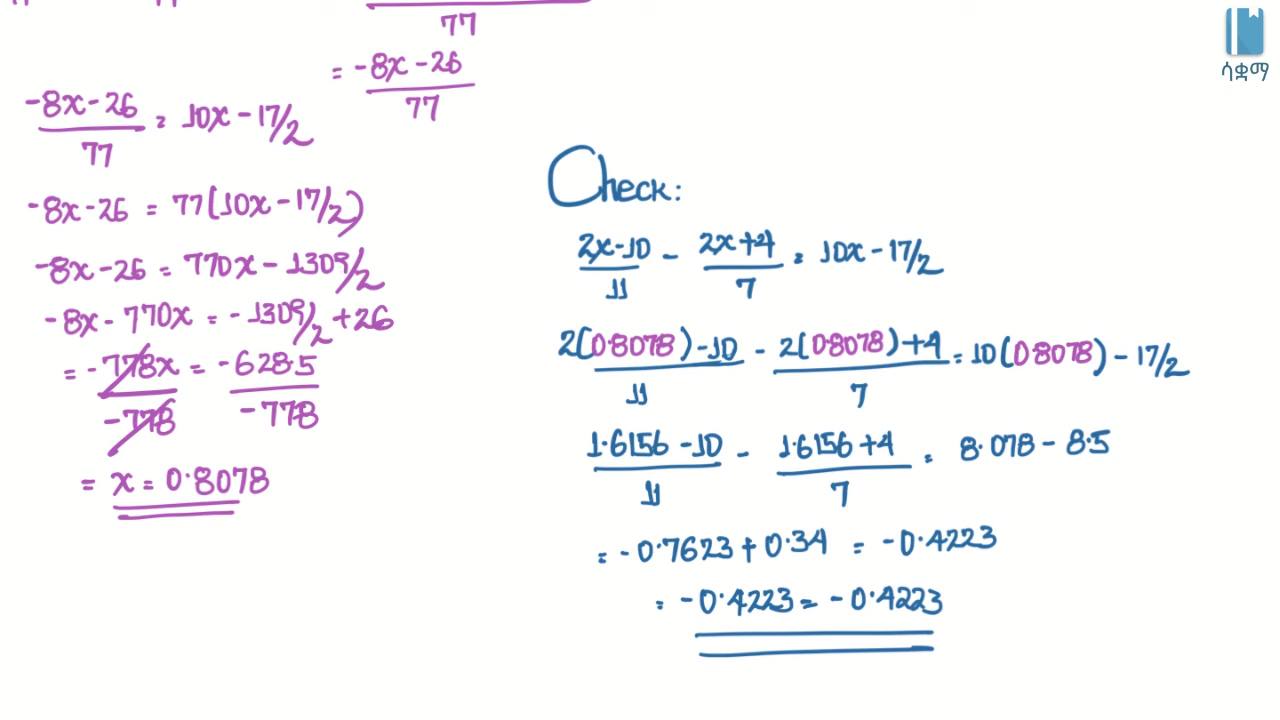 77
= -8x - 26
77
-8x - 26 = 10x - 17/2
77
-8x - 26 = 77(10x - 17/2)
-8x - 26 = 770x - 1309/2
-8x - 770x = - 1309/2 + 26
= -778x = -628.5
-778 -778
= x = 0.8078
ሳቋማ
Check:
2x - 10 - 2x + 4 = 10x - 17/2
11 7
2(0.8078) - 10 - 2(0.8078) + 4 = 10(0.8078) - 17/2
11 7
1.6156 - 10 - 1.6156 + 4 = 8.078 - 8.5
11 7
= - 0.7623 + 0.34 = - 0.4223
= - 0.4223 = - 0.4223